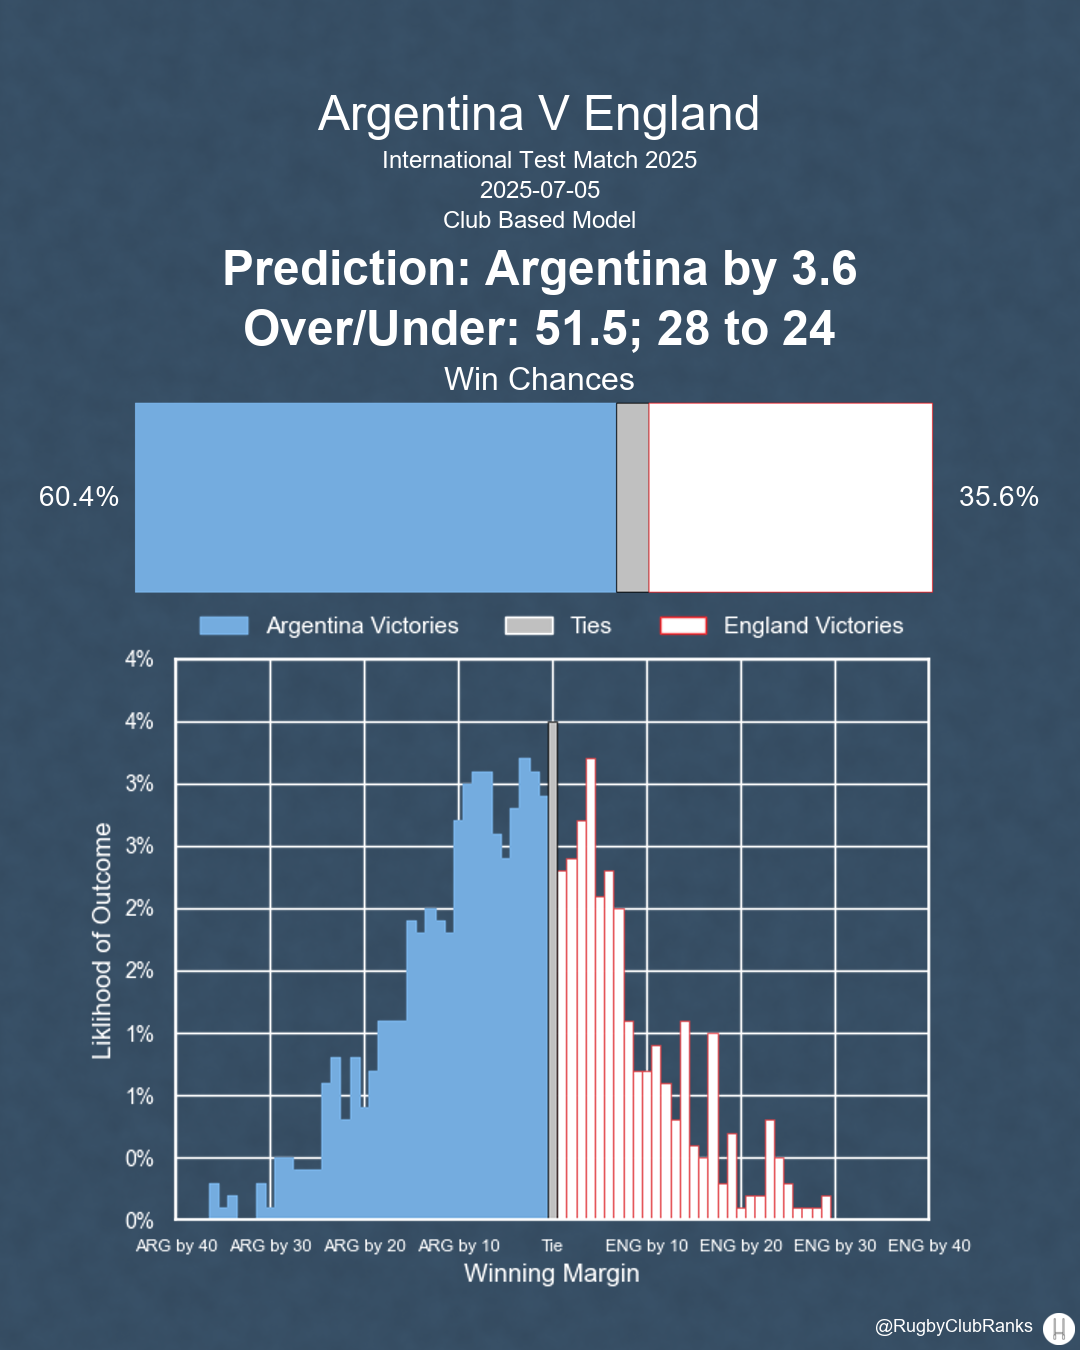 Argentina V England
International Test Match 2025
2025-07-05
Club Based Model
Prediction: Argentina by 3.6
Over/Under: 51.5; 28 to 24
Win Chances
60.4%
35.6%
Argentina Victories
Ties
England Victories
4%
4%
3%
3%
2%
2%
1%
1%
0%
0%
Liklihood of Outcome
ARG by 40
ARG by 30
ARG by 20
ARG by 10
Tie
ENG by 10
ENG by 20
ENG by 30
ENG by 40
Winning Margin
@RugbyClubRanks